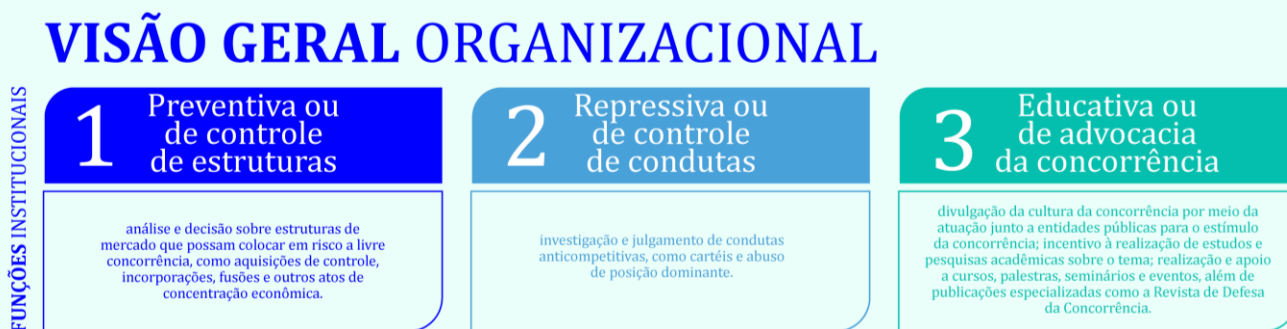 VISÃO GERAL ORGANIZACIONAL
FUNÇÕES INSTITUCIONAIS
1
Preventiva ou
de controle
de estruturas
análise e decisão sobre estruturas de
mercado que possam colocar em risco a livre
concorrência, como aquisições de controle,
incorporações, fusões e outros atos de
concentração econômica.
2
Repressiva ou
de controle
de condutas
investigação e julgamento de condutas
anticompetitivas, como cartéis e abuso
de posição dominante.
3
Educativa ou
de advocacia
da concorrência
divulgação da cultura da concorrência por meio da
atuação junto a entidades públicas para o estímulo
da concorrência; incentivo à realização de estudos e
pesquisas acadêmicas sobre o tema; realização e apoio
a cursos, palestras, seminários e eventos, além de
publicações especializadas como a Revista de Defesa
da Concorrência.